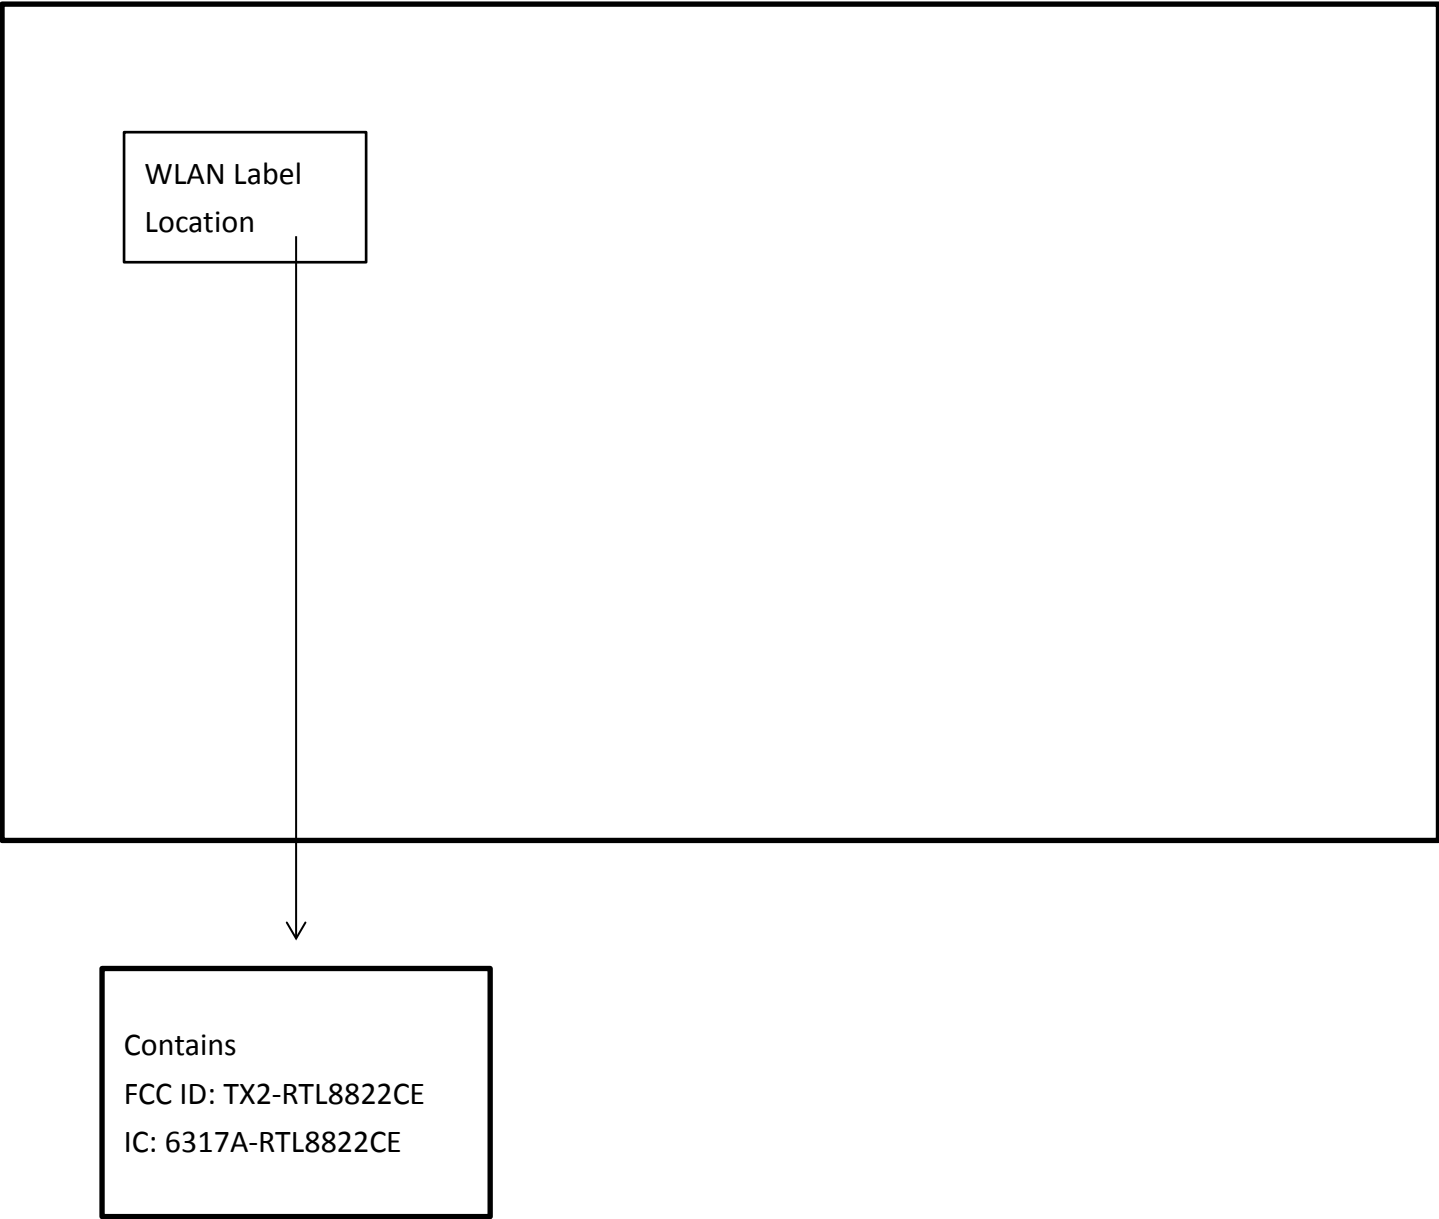 WLAN Label
Location
Contains
FCC ID: TX2-RTL8822CE
IC: 6317A-RTL8822CE